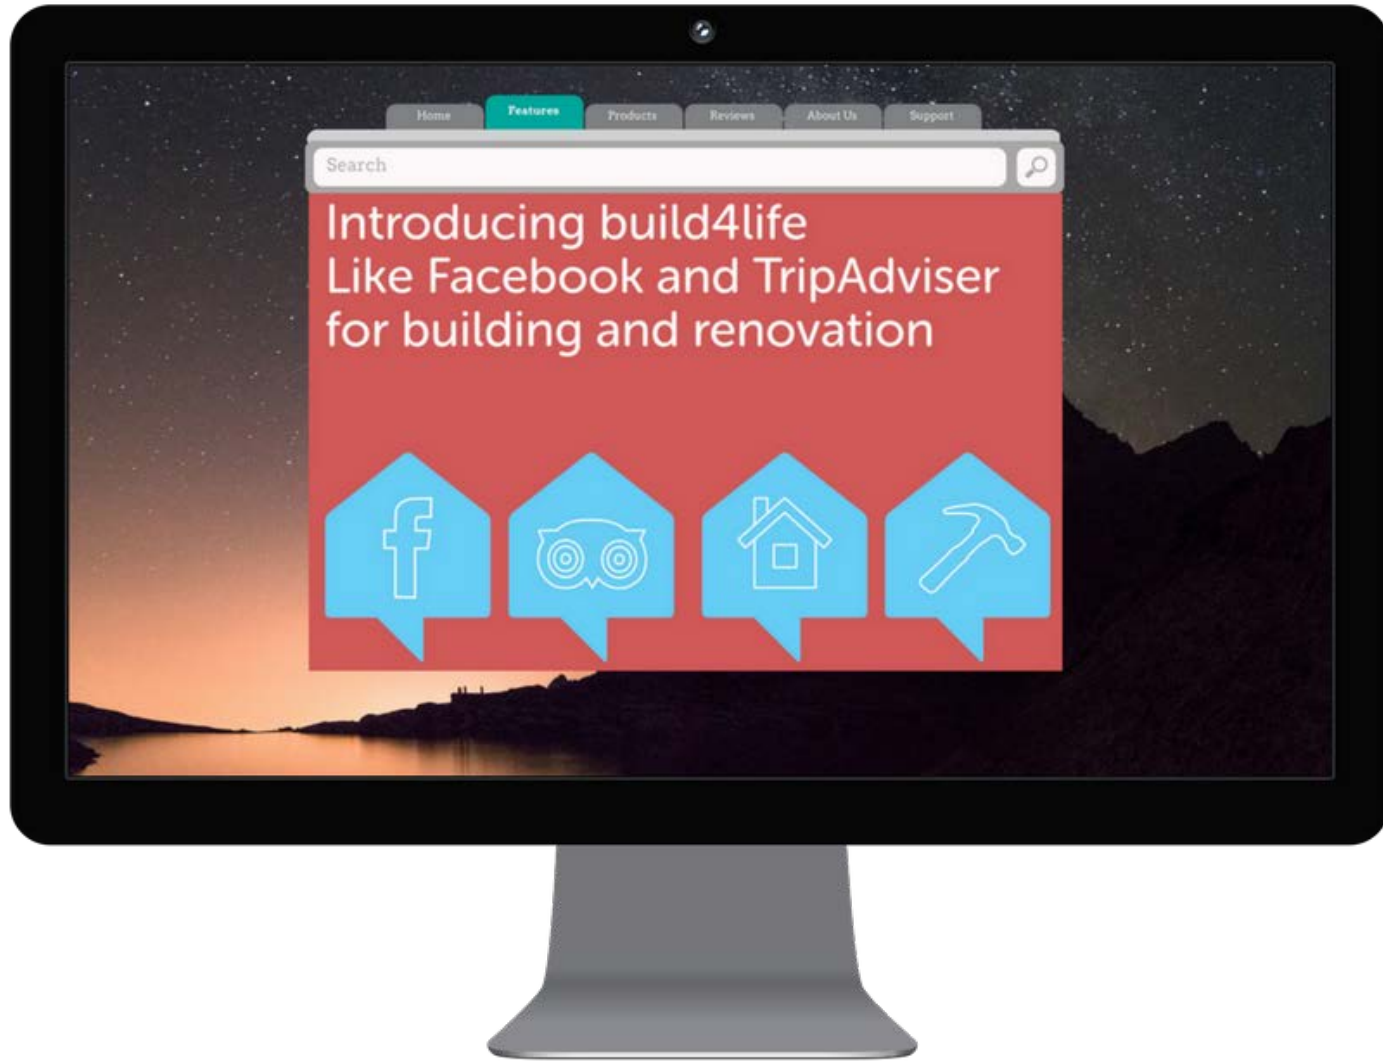 Home Features Products Reviews About Us Support
Search
Introducing build4life
Like Facebook and TripAdviser
for building and renovation